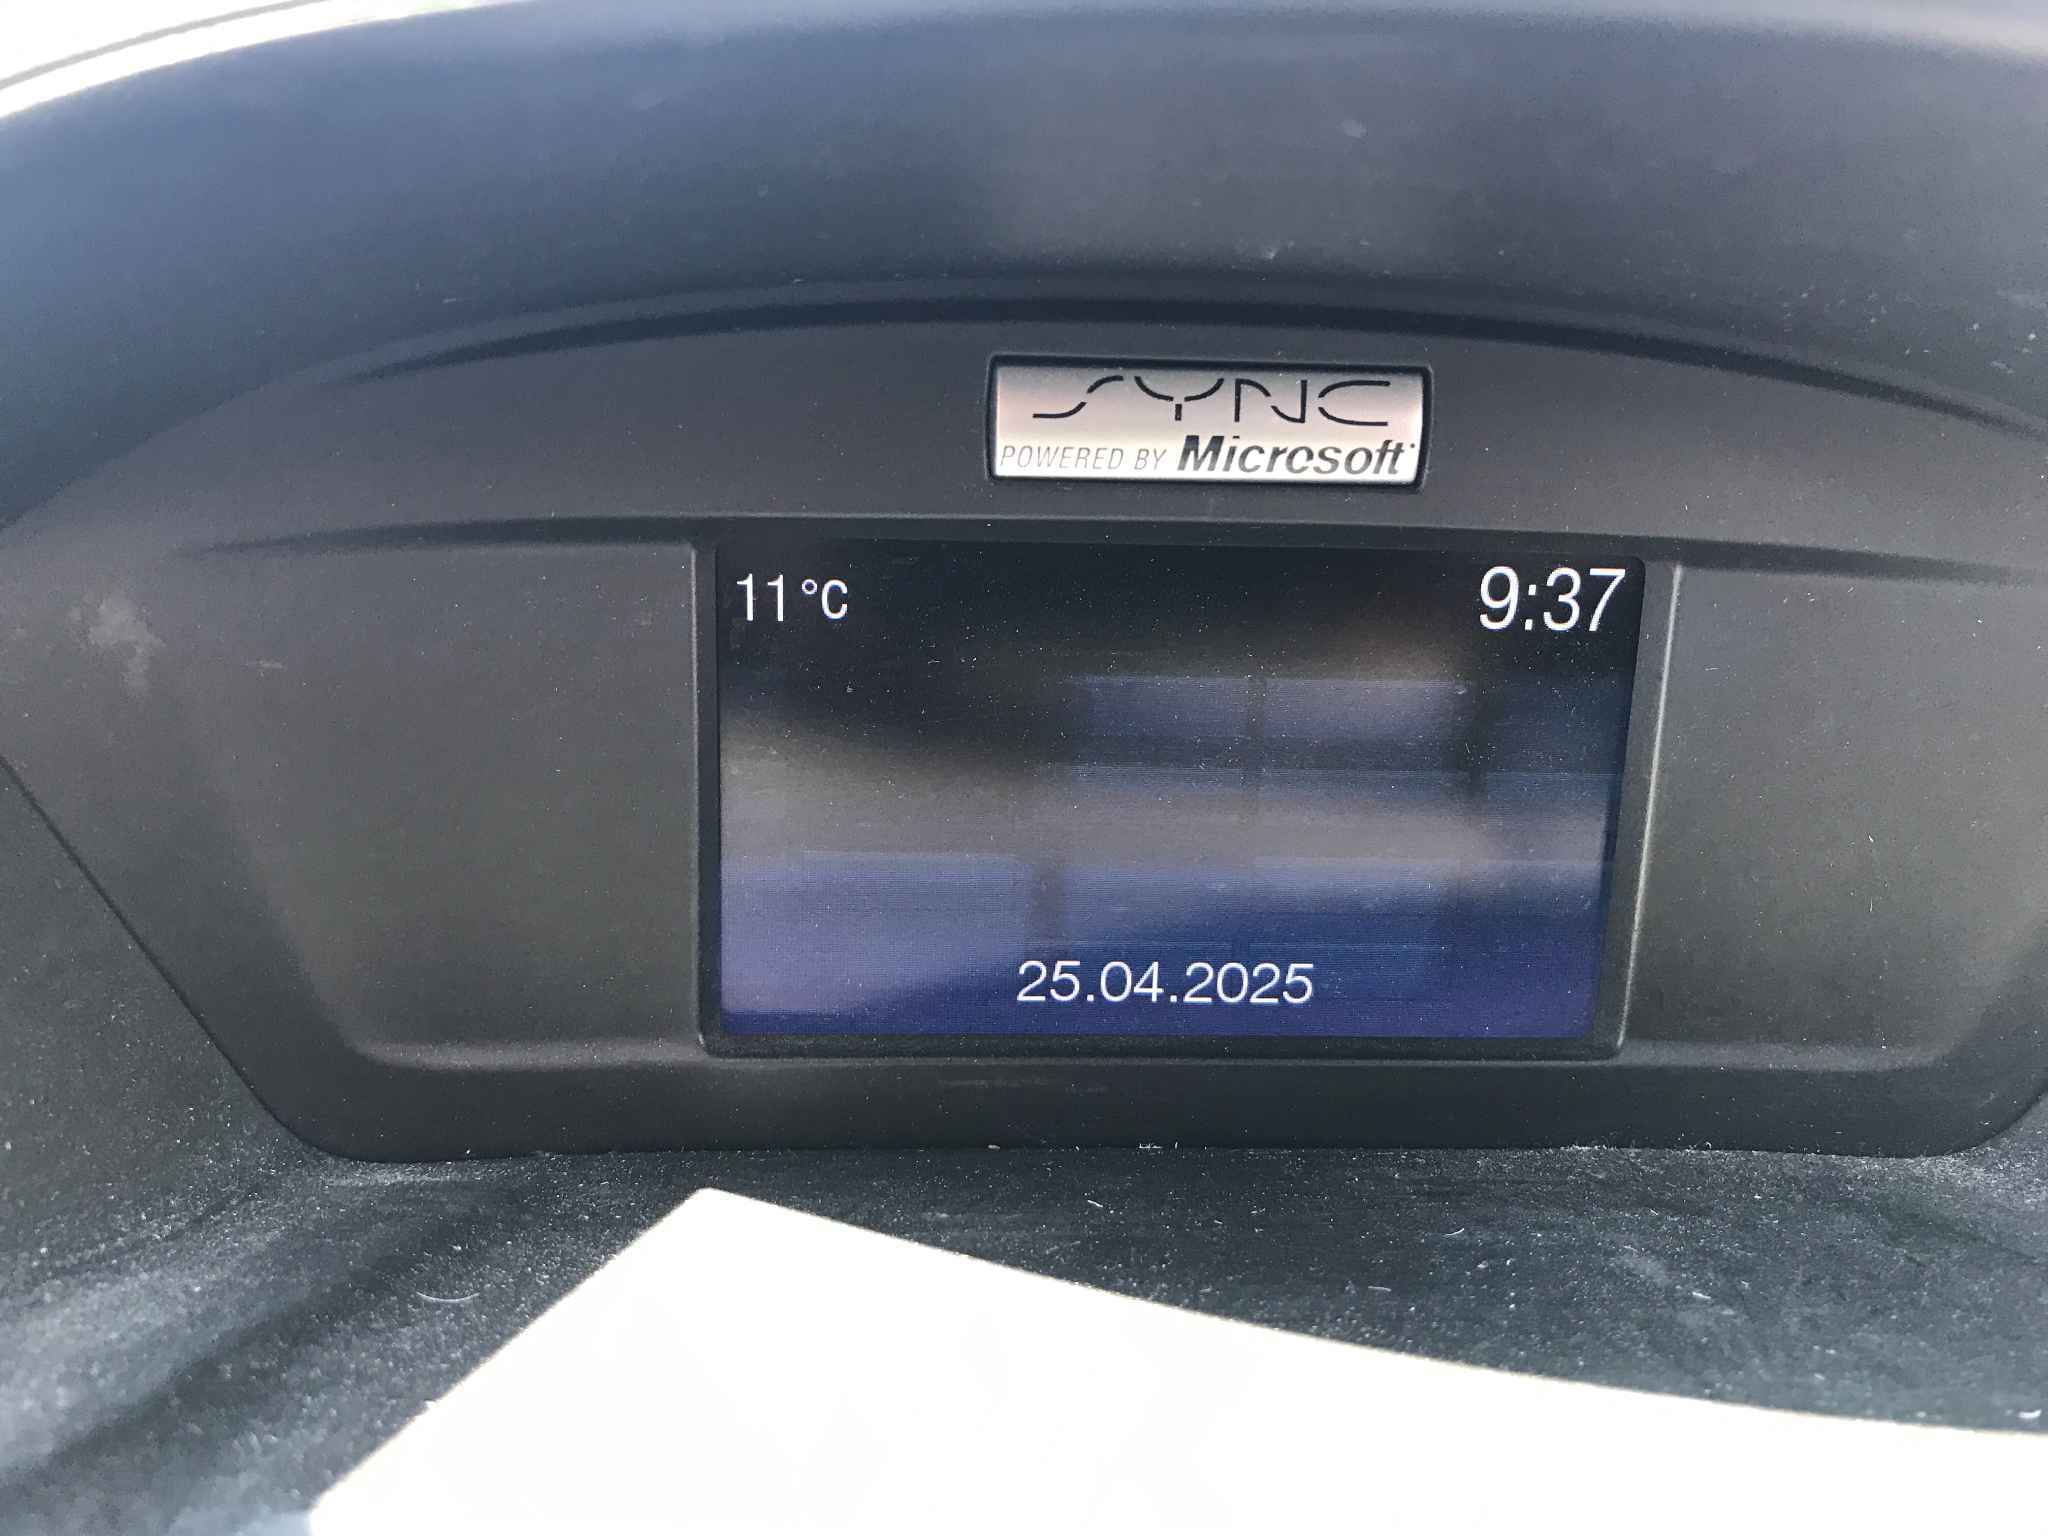 SYNC
POWERED BY Microsoft
11°C
9:37
25.04.2025